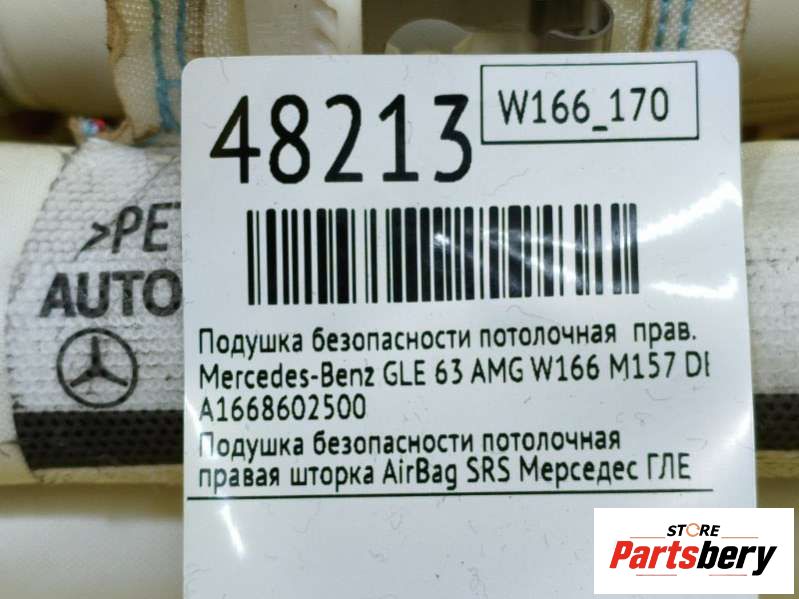 48213
W166_170
>PET
AUTO
Подушка безопасности потолочная прав.
Mercedes-Benz GLE 63 AMG W166 M157 DE
A1668602500
Подушка безопасности потолочная
правая шторка AirBag SRS Мерседес ГЛЕ
STORE
Partsbery